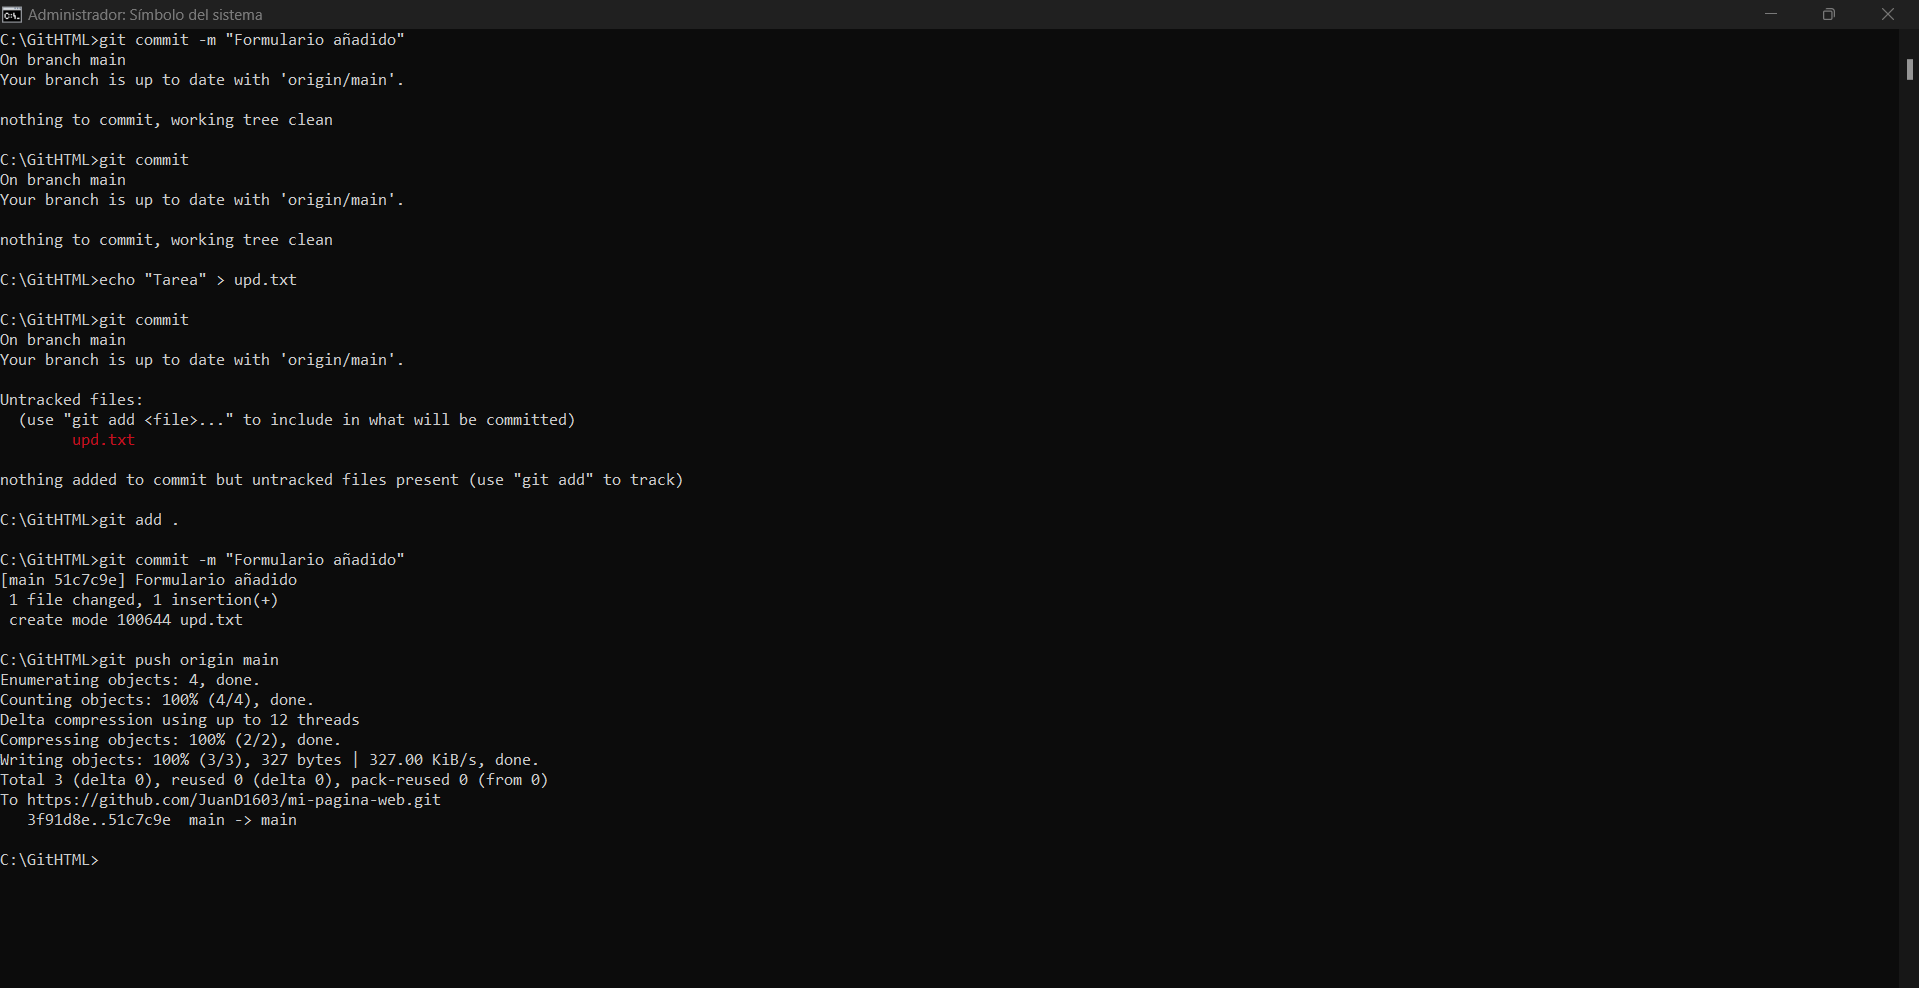 Administrador: Símbolo del sistema
C:\GitHTML>git commit -m "Formulario añadido"
On branch main
Your branch is up to date with 'origin/main'.
nothing to commit, working tree clean
C:\GitHTML>git commit
On branch main
Your branch is up to date with 'origin/main'.
nothing to commit, working tree clean
C:\GitHTML>echo "Tarea" > upd.txt
C:\GitHTML>git commit
On branch main
Your branch is up to date with 'origin/main'.
Untracked files:
  (use "git add <file>..." to include in what will be committed)
        upd.txt
nothing added to commit but untracked files present (use "git add" to track)
C:\GitHTML>git add .
C:\GitHTML>git commit -m "Formulario añadido"
[main 51c7c9e] Formulario añadido
 1 file changed, 1 insertion(+)
 create mode 100644 upd.txt
C:\GitHTML>git push origin main
Enumerating objects: 4, done.
Counting objects: 100% (4/4), done.
Delta compression using up to 12 threads
Compressing objects: 100% (2/2), done.
Writing objects: 100% (3/3), 327 bytes | 327.00 KiB/s, done.
Total 3 (delta 0), reused 0 (delta 0), pack-reused 0 (from 0)
To https://github.com/JuanD1603/mi-pagina-web.git
   3f91d8e..51c7c9e  main -> main
C:\GitHTML>